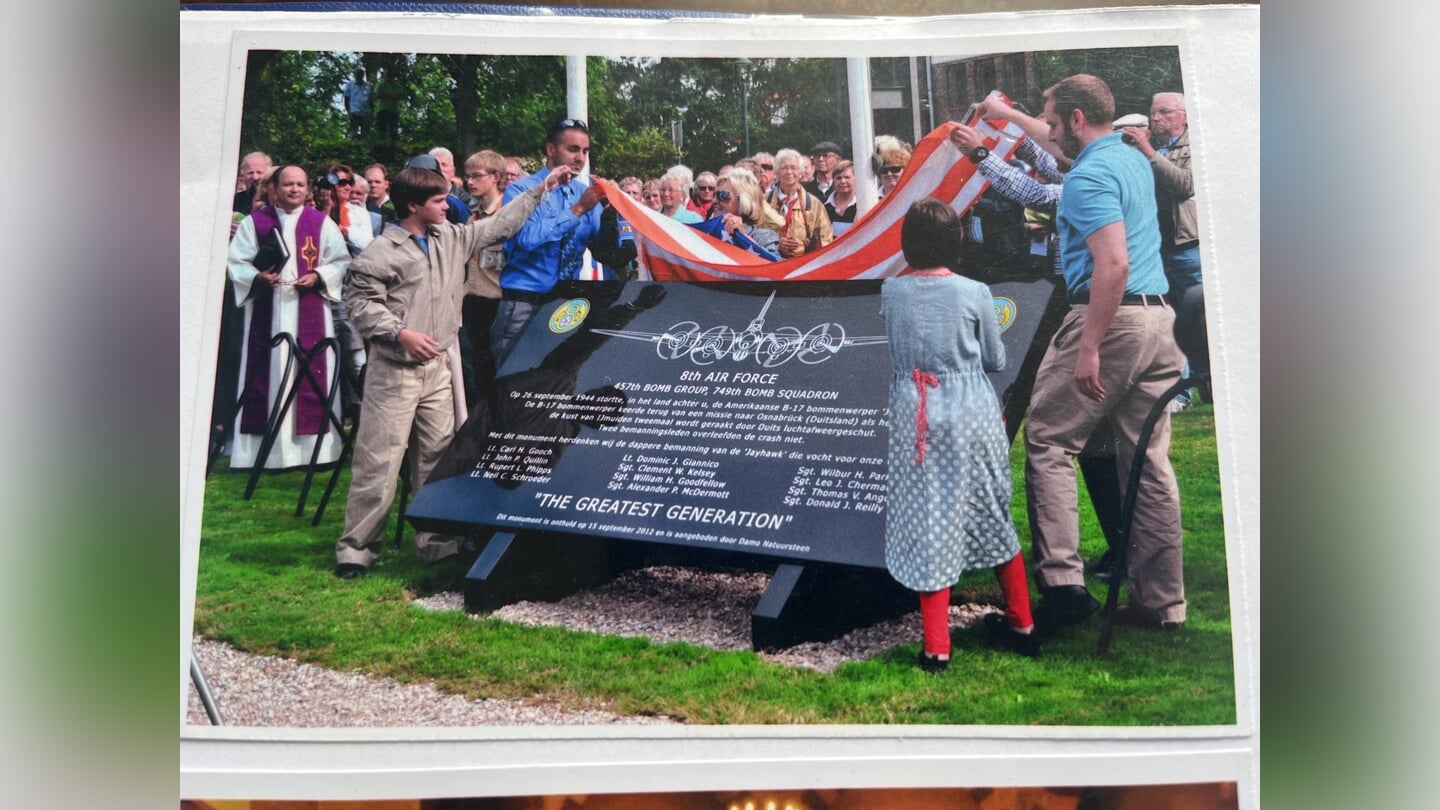 8th AIR FORCE
457th BOMB GROUP, 749th BOMB SQUADRON
Op 26 september 1944 stortte, in het land achter u, de Amerikaanse B-17 bommenwerper
De B-17 bommenwerper keerde terug van een missie naar Osnabrück (Duitsland) als
de kust van IJmuiden tweemaal wordt geraakt door Duits luchtafweergeschut.
Twee bemanningsleden overleefden de crash niet.
Met dit monument herdenken wij de dappere bemanning van de 'Jayhawk' die vocht voor onze
Lt. Carl H. Gooch
Lt. John P. Quillin
Lt. Rupert L. Phipps
Lt. Neil C. Schroeder
Lt. Dominic J. Giannico
Sgt. Clement W. Kelsey
Sgt. William H. Goodfellow
Sgt. Alexander P. McDermott
Sgt. Wilbur H.
Sgt. Leo J.
Sgt. Thomas V.
Sgt. Donald J. Reilly
"THE GREATEST GENERATION"
Dit monument is onthuld op 15 september 2012 en is aangeboden door Damo Natuursteen